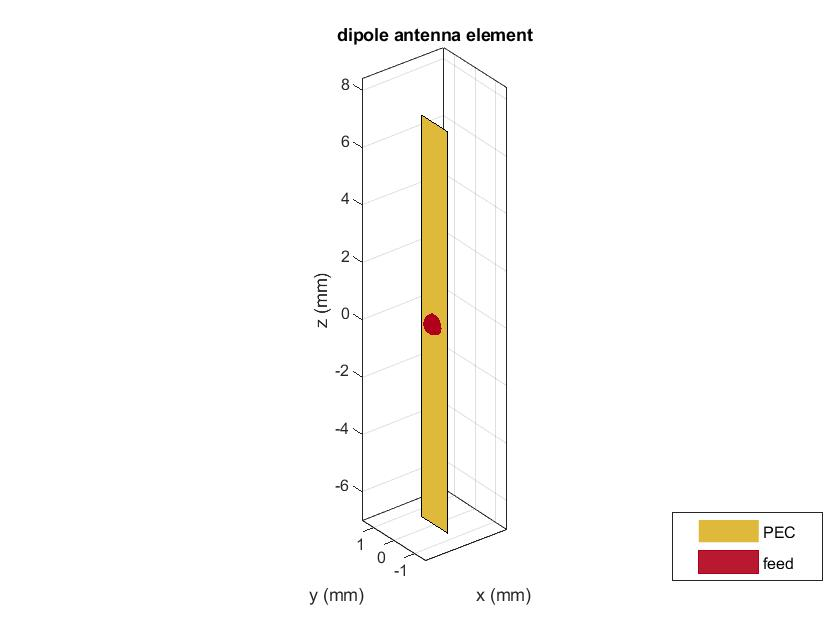 dipole antenna element
8
6
4
2
0
-2
-4
-6
z (mm)
1
0
-1
y (mm)
x (mm)
PEC
feed